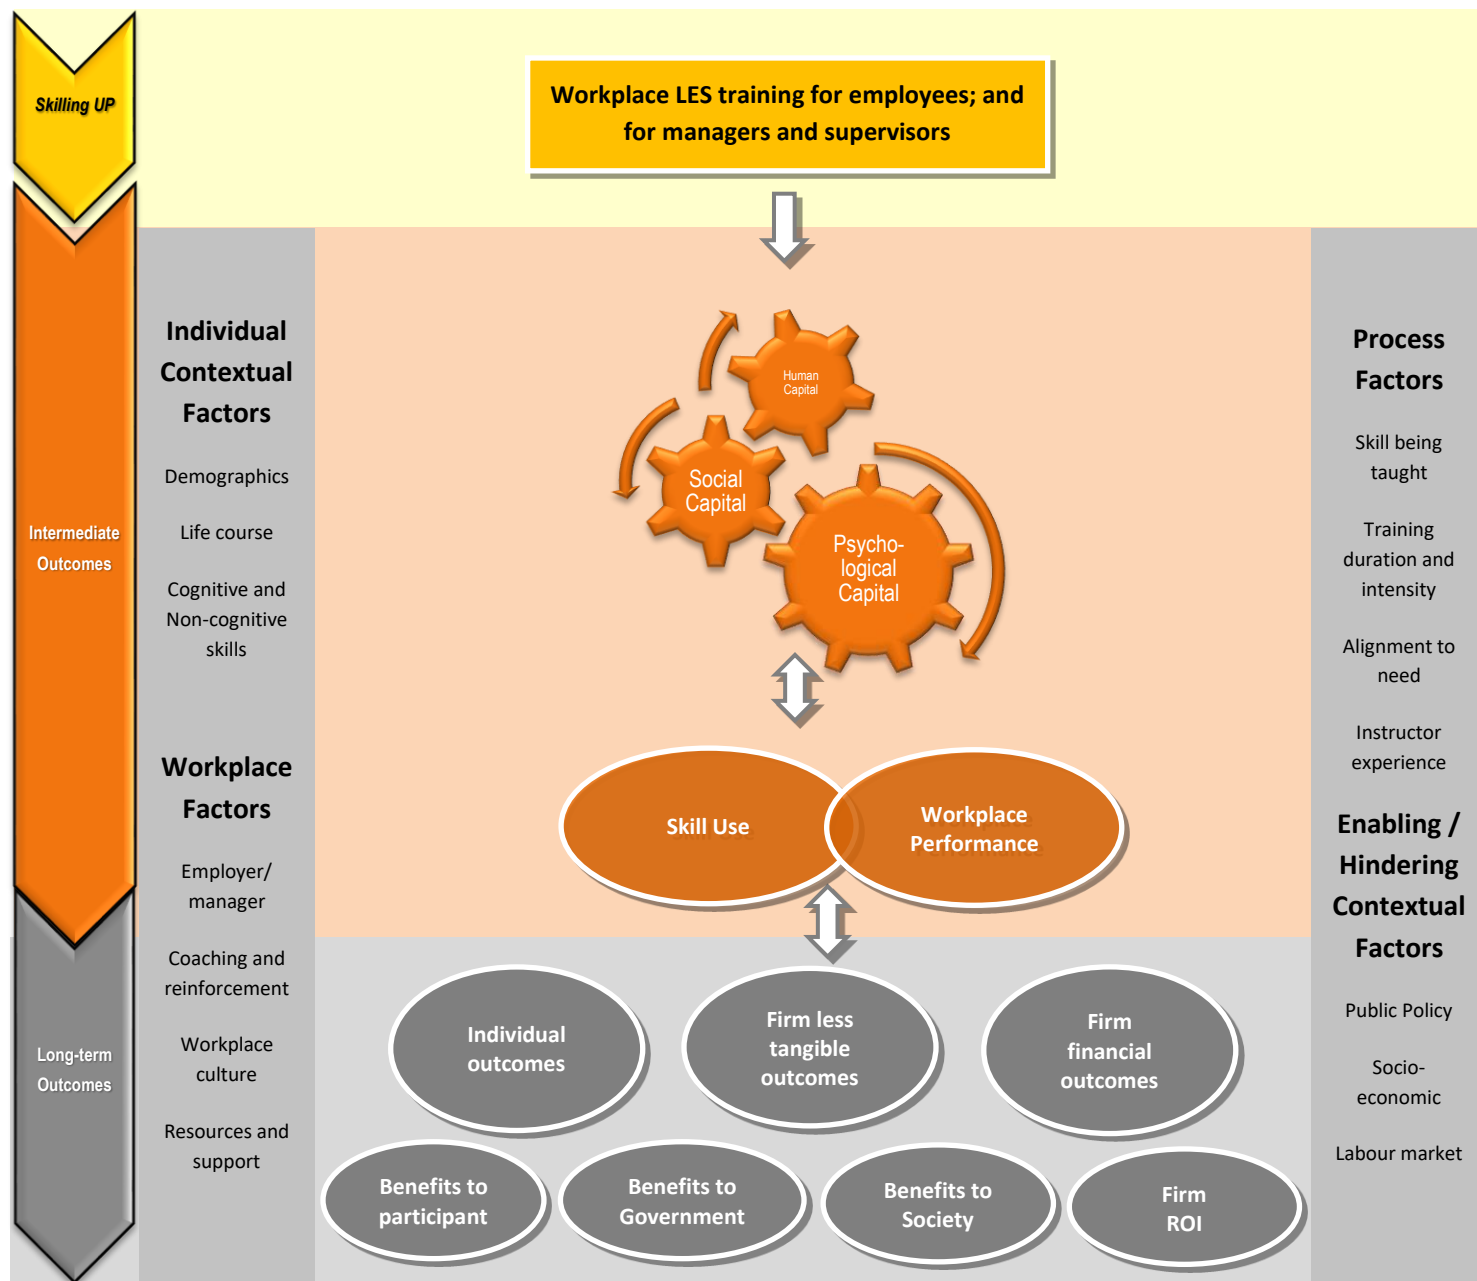 Skilling UP
Workplace LES training for employees; and
for managers and supervisors
Intermediate
Outcomes
Long-term
Outcomes
Individual
Contextual
Factors
Demographics
Life course
Cognitive and
Non-cognitive
skills
Workplace
Factors
Employer/
manager
Coaching and
reinforcement
Workplace
culture
Resources and
support
Human
Capital
Social
Capital
Psycho-
logical
Capital
Skill Use
Workplace
Performance
Individual
outcomes
Firm less
tangible
outcomes
Firm
financial
outcomes
Benefits to
participant
Benefits to
Government
Benefits to
Society
Firm
ROI
Process
Factors
Skill being
taught
Training
duration and
intensity
Alignment to
need
Instructor
experience
Enabling /
Hindering
Contextual
Factors
Public Policy
Socio-
economic
Labour market